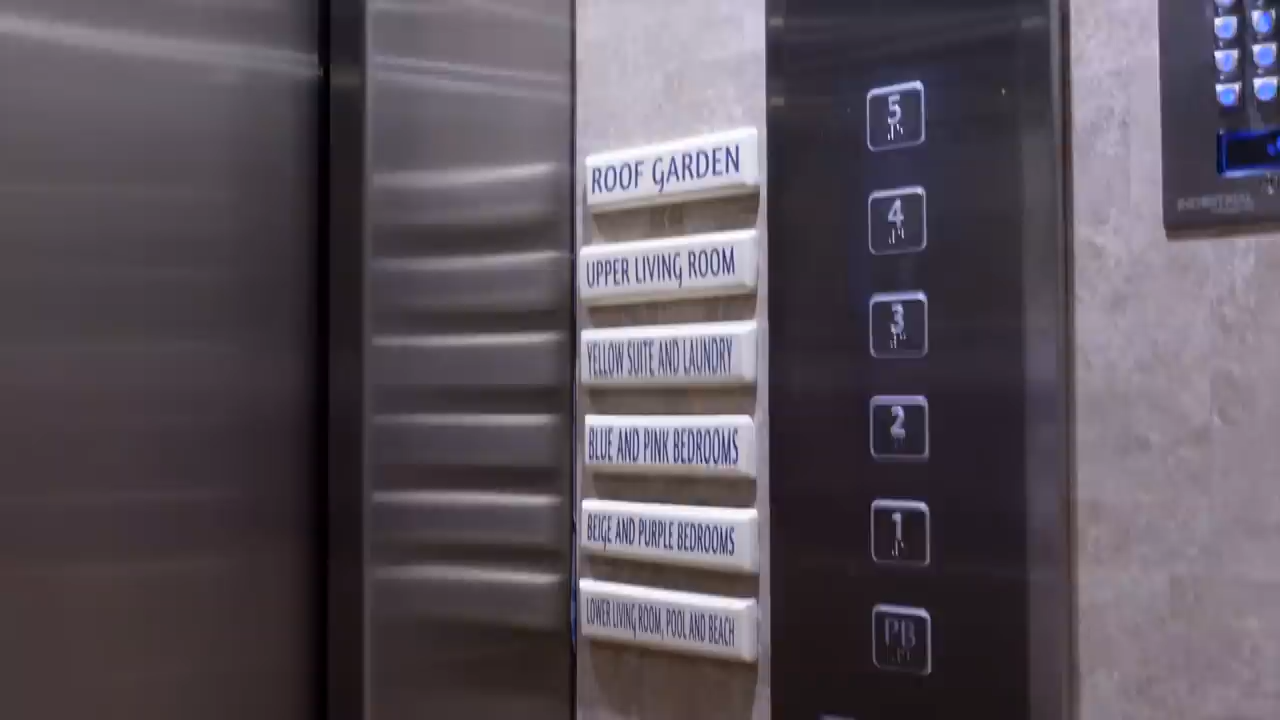 ROOF GARDEN
5
UPPER LIVING ROOM
4
YELLOW SUITE AND LAUNDRY
3
BLUE AND PINK BEDROOMS
2
BEIGE AND PURPLE BEDROOMS
1
LOWER LIVING ROOM, POOL AND BEACH
PB